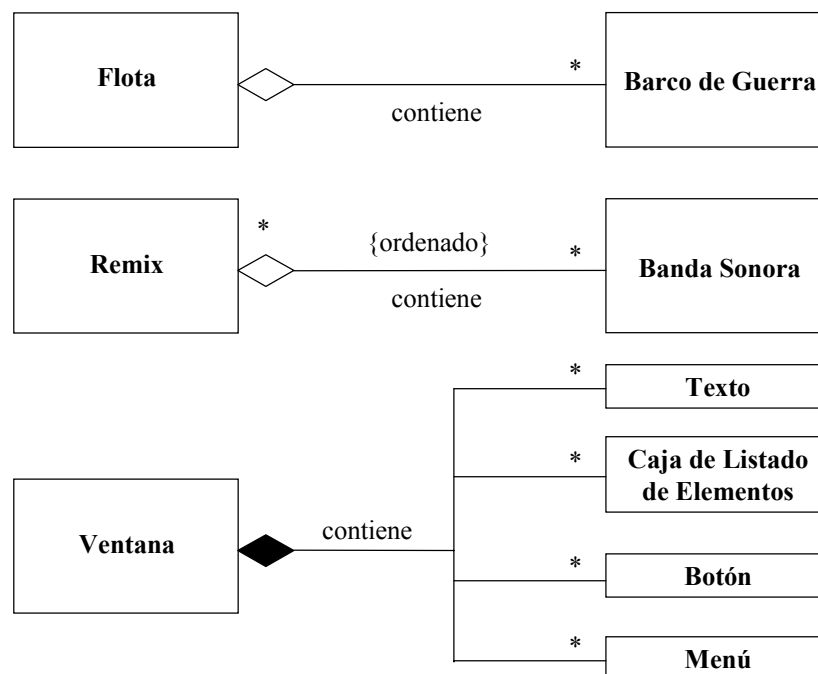 Flota
*
Barco de Guerra
contiene
Remix
*
{ordenado}
*
Banda Sonora
contiene
*
Texto
*
Caja de Listado
de Elementos
Ventana
contiene
*
Botón
*
Menú